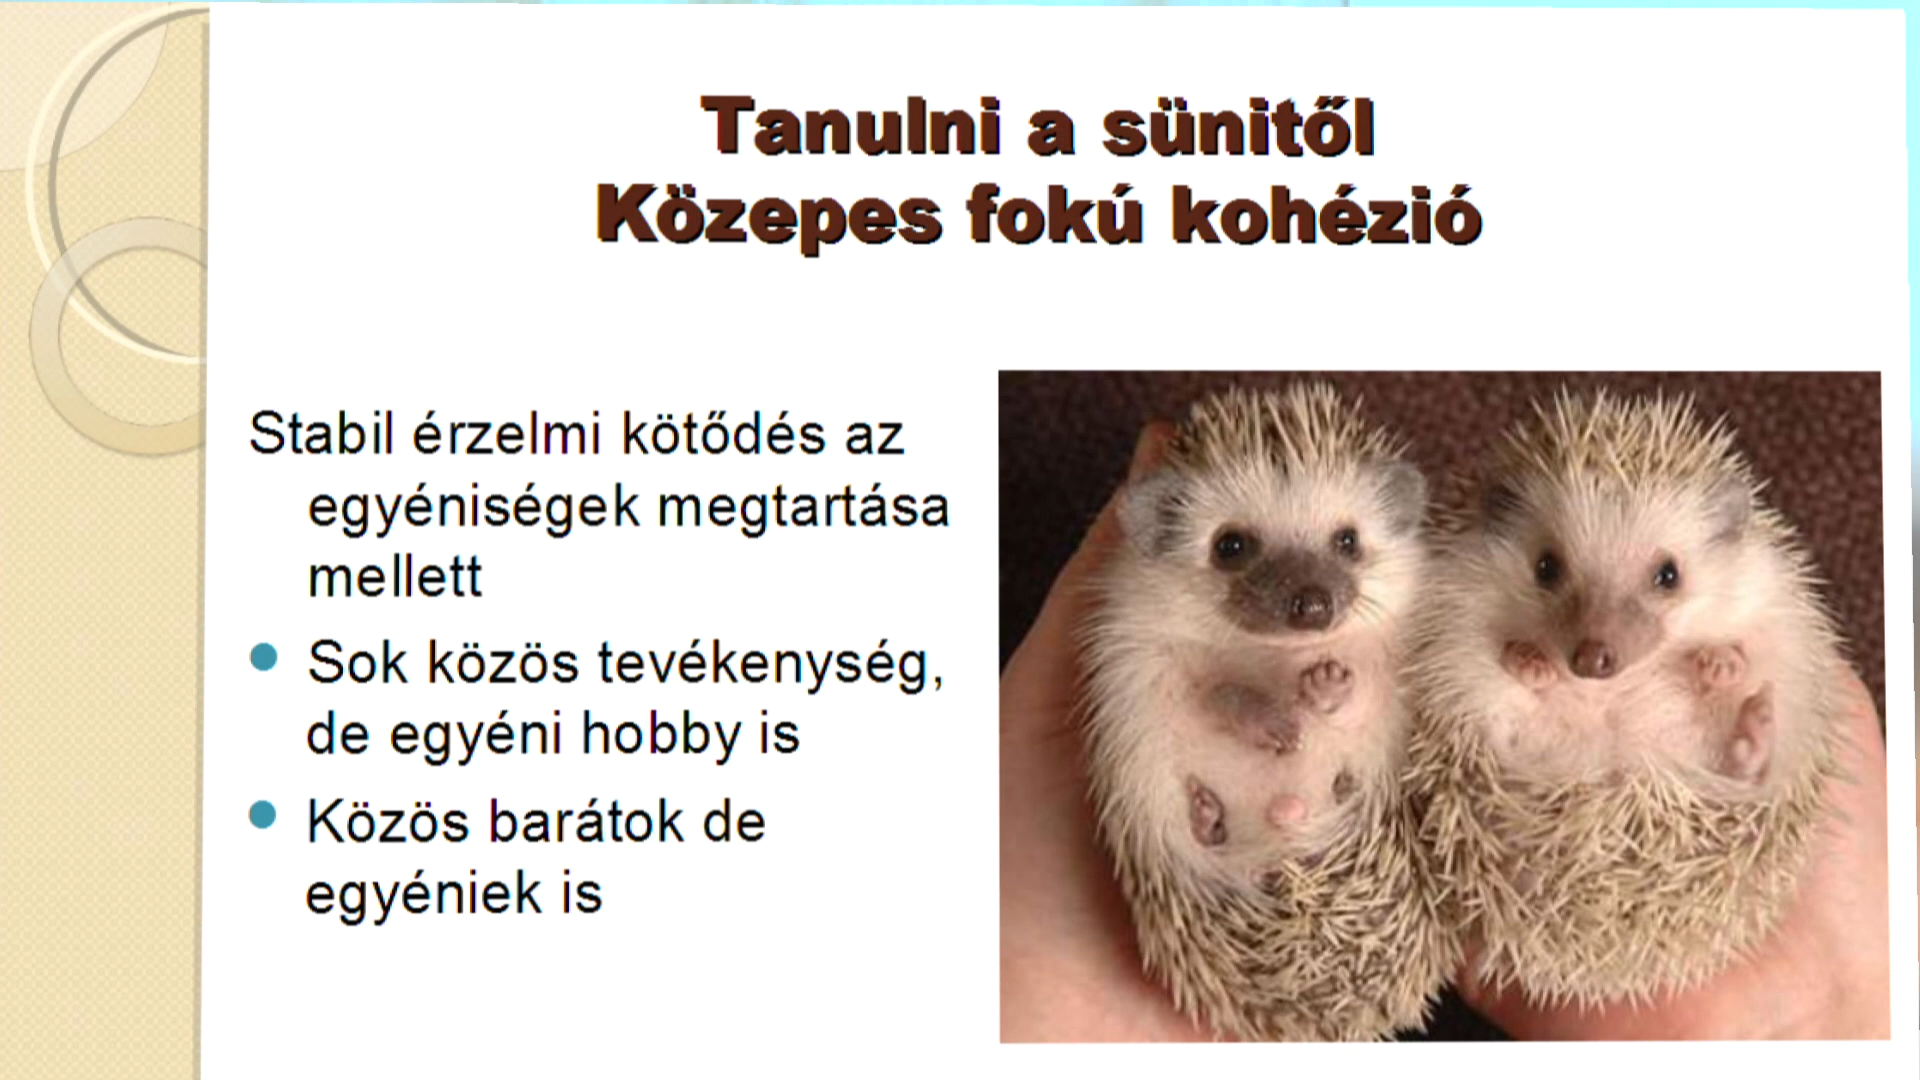 Tanulni a sünitől
Közepes fokú kohézió
Stabil érzelmi kötődés az
egyéniségek megtartása
mellett
Sok közös tevékenység,
de egyéni hobby is
Közös barátok de
egyéniek is